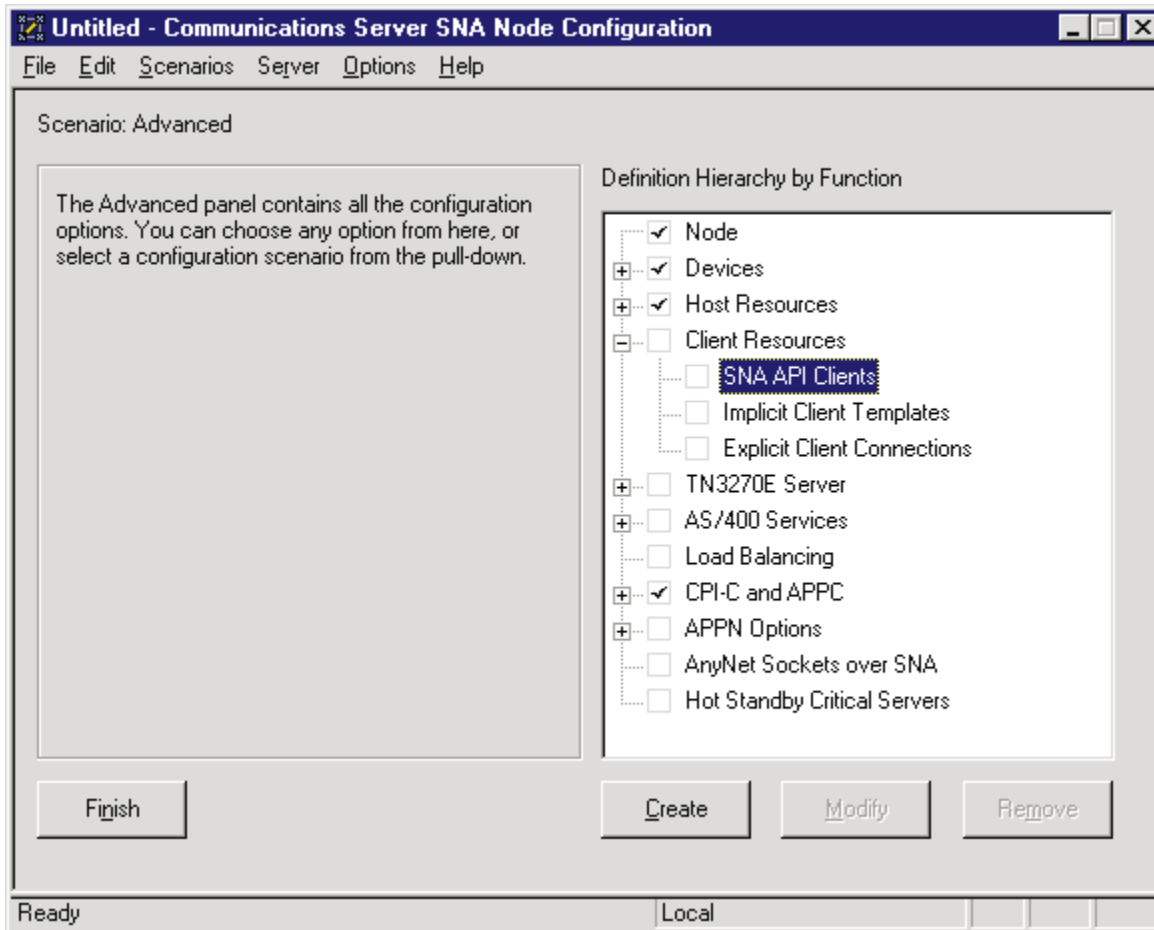 Untitled - Communications Server SNA Node Configuration
File Edit Scenarios Server Options Help
Scenario: Advanced
The Advanced panel contains all the configuration
options. You can choose any option from here, or
select a configuration scenario from the pull-down.
Definition Hierarchy by Function
Node
Devices
Host Resources
Client Resources
SNA API Clients
Implicit Client Templates
Explicit Client Connections
TN3270E Server
AS/400 Services
Load Balancing
CPI-C and APPC
APPN Options
AnyNet Sockets over SNA
Hot Standby Critical Servers
Finish
Create
Modify
Remove
Ready
Local